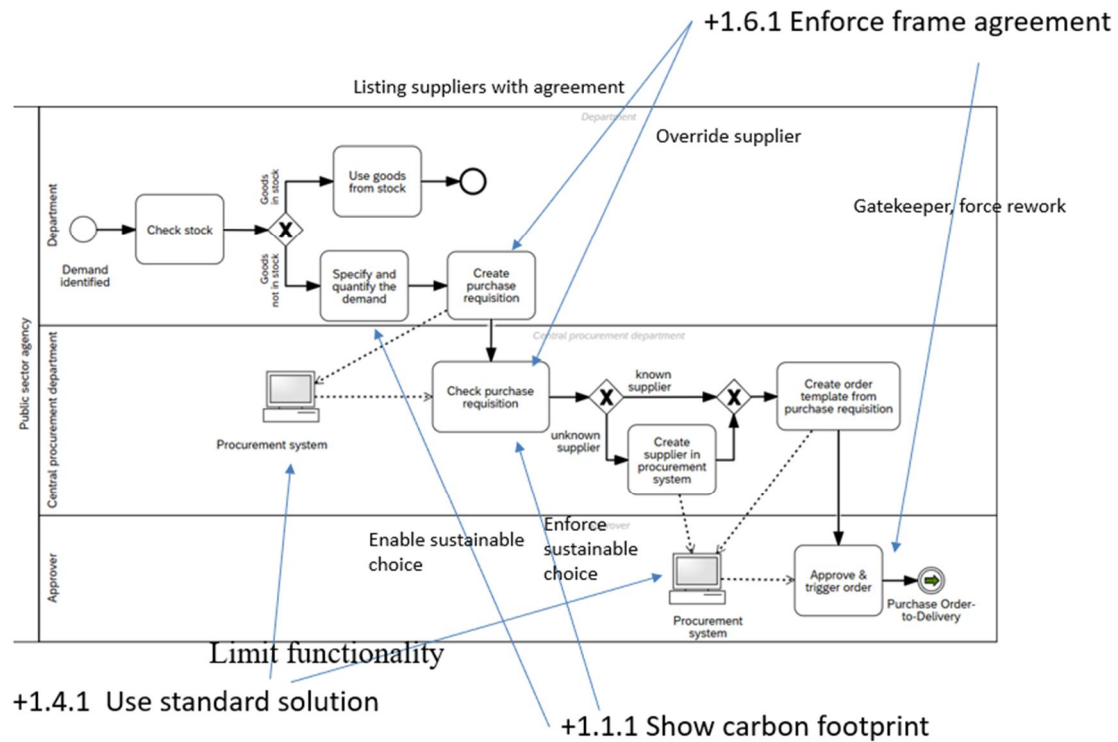 +1.6.1 Enforce frame agreement
Listing suppliers with agreement
Department
Override supplier
Gatekeeper, force rework
Public sector agency
Department
Demand
identified
Check stock
X
Goods
in stock
Goods
not in stock
Use goods
from stock
Specify and
quantify the
demand
Create
purchase
requisition
Central procurement department
Central procurement department
Procurement system
Check purchase
requisition
X
known
supplier
unknown
supplier
Create
supplier in
procurement
system
X
Create order
template from
purchase requisition
Approver
Enable sustainable
choice
Enforce
sustainable
choice
Procurement
system
Approve &
trigger order
Purchase Order-
to-Delivery
Limit functionality
+1.4.1 Use standard solution
+1.1.1 Show carbon footprint